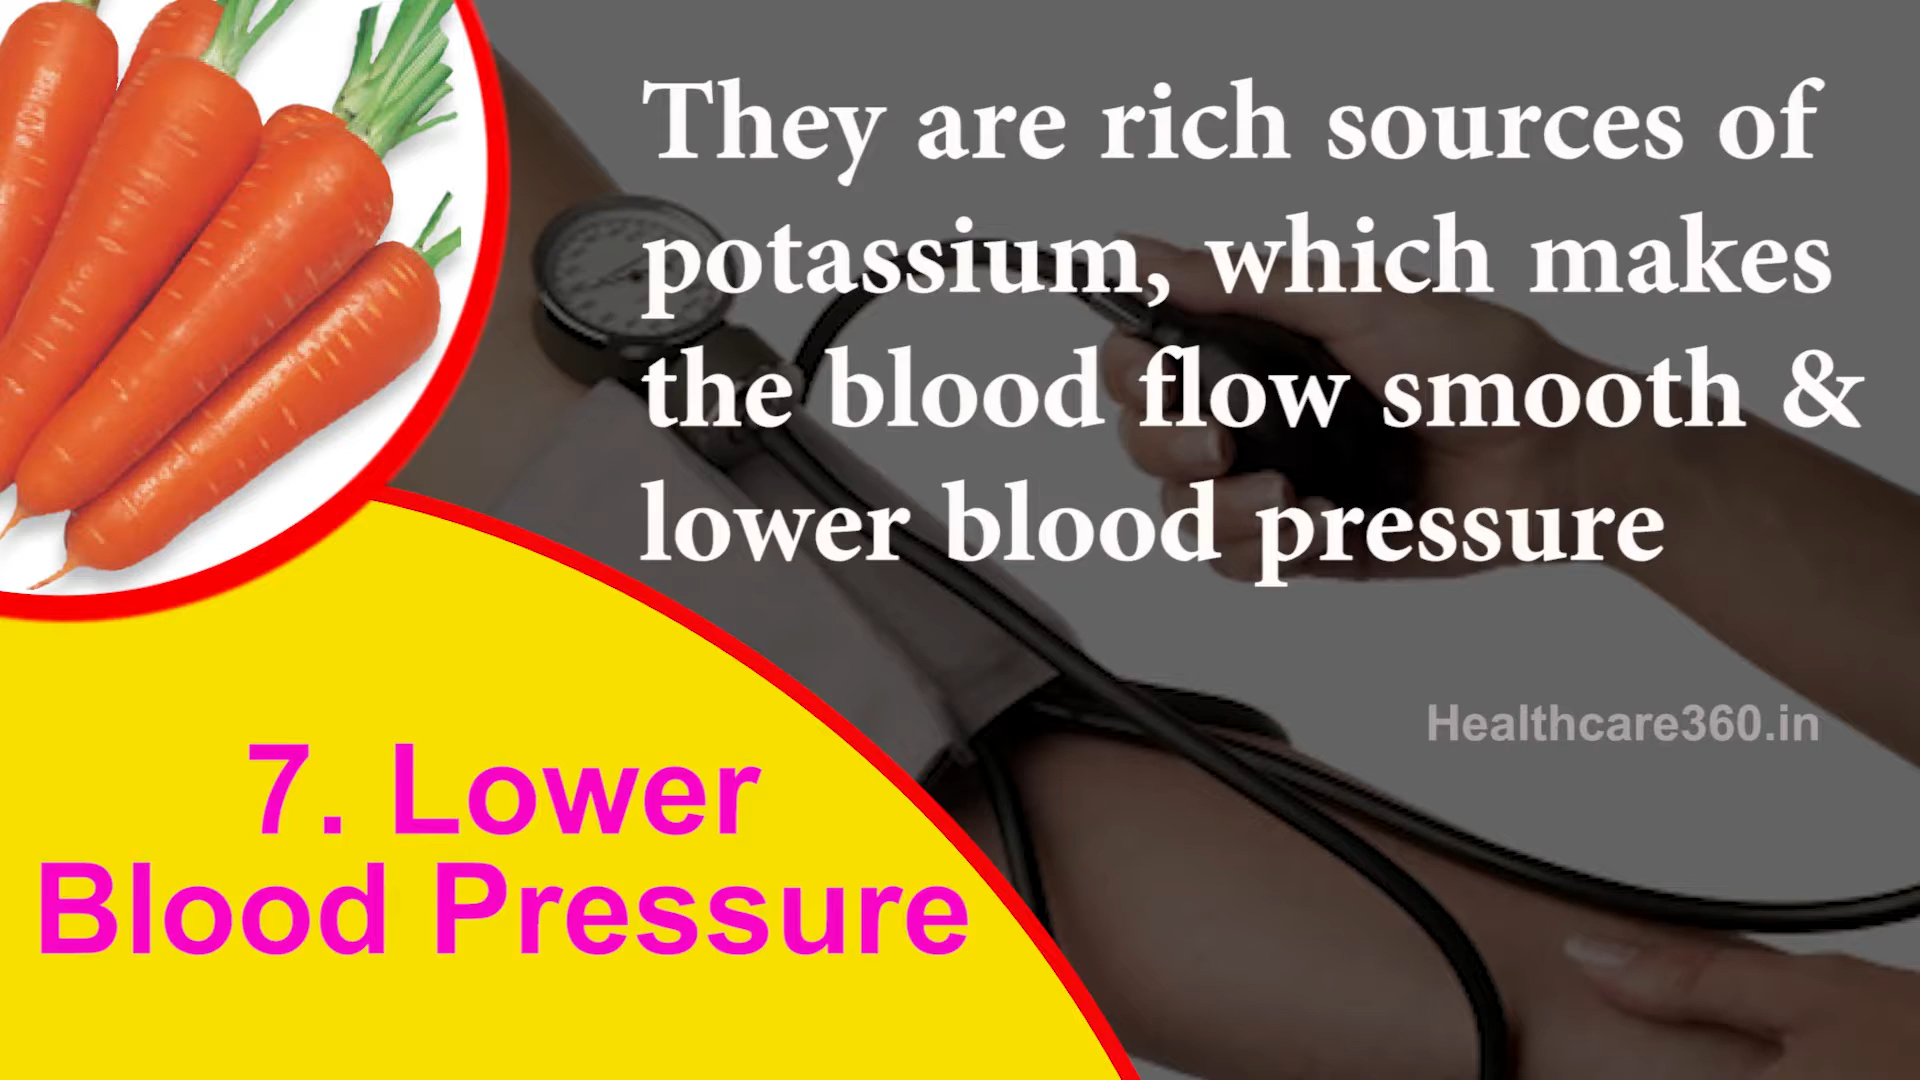 They are rich sources of
potassium, which makes
the blood flow smooth &
lower blood pressure
Healthcare360.in
7. Lower
Blood Pressure